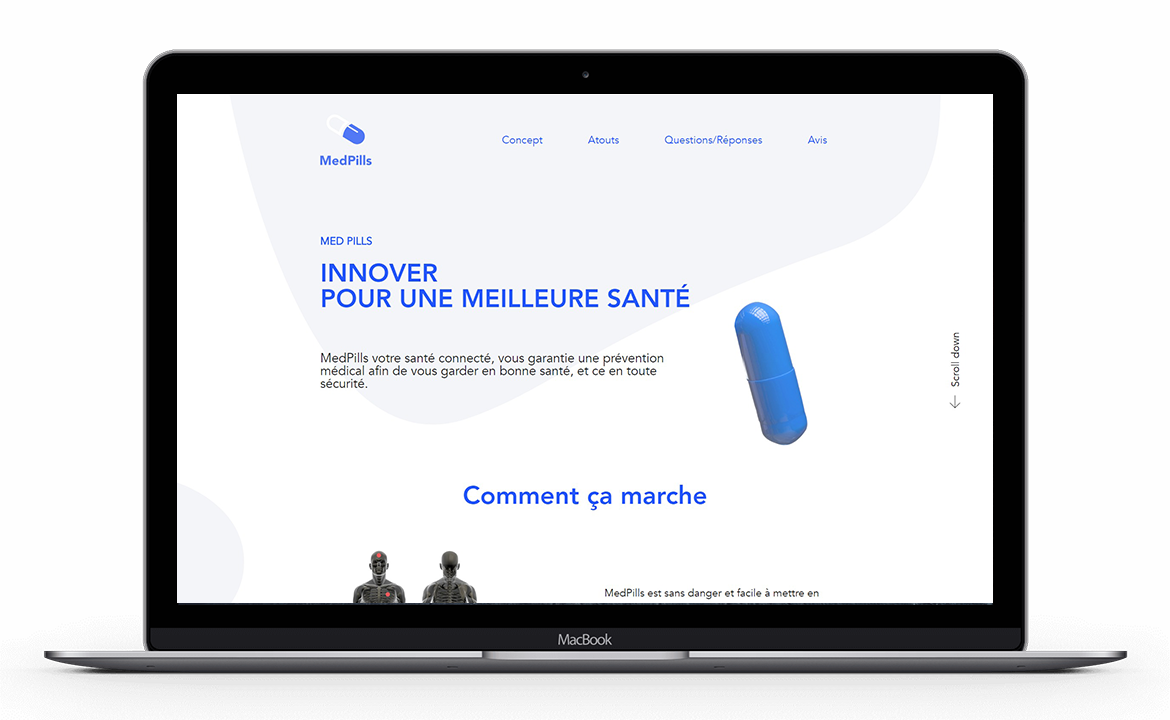 MedPills
Concept Atouts Questions/Réponses Avis
MED PILLS
INNOVER
POUR UNE MEILLEURE SANTÉ
MedPills votre santé connecté, vous garantie une prévention
médical afin de vous garder en bonne santé, et ce en toute
sécurité.
Scroll down
Comment ça marche
MedPills est sans danger et facile à mettre en
MacBook